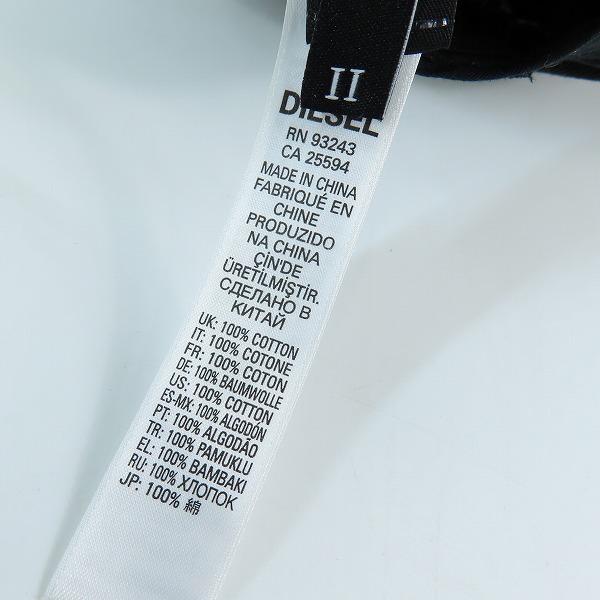 II
DIESEL
RN 93243
CA 25594
MADE IN CHINA
FABRIQUÉ EN
CHINE
PRODUZIDO
NA CHINA
ÇİN'DE
ÜRETİLMİŞTİR.
СДЕЛАНО В
КИТАЙ
UK: 100% COTTON
IT: 100% COTONE
FR: 100% COTON
DE: 100% BAUMWOLLE
US: 100% COTTON
ES-MX: 100% ALGODÓN
PT: 100% ALGODÃO
TR: 100% PAMUKLU
EL: 100% BAMBAKI
RU: 100% ХЛОПОК
JP: 100% 綿